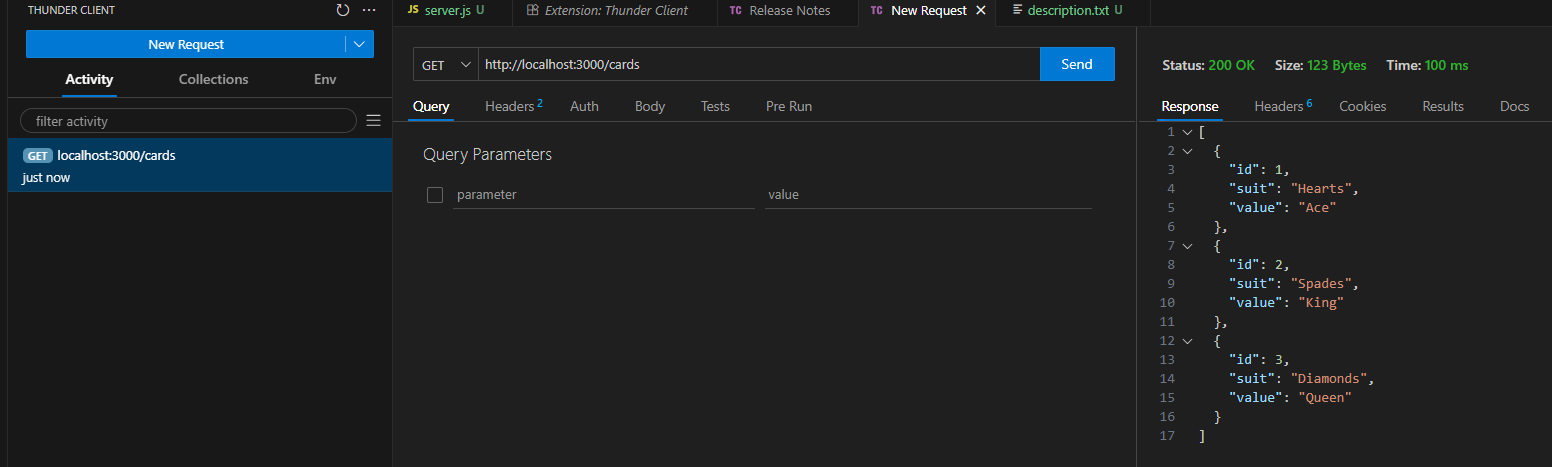 THUNDER CLIENT
New Request
Activity Collections Env
filter activity
GET localhost:3000/cards
just now
JS server.js U
Extension: Thunder Client
TC Release Notes
TC New Request
description.txt U
GET http://localhost:3000/cards Send
Query Headers 2 Auth Body Tests Pre Run
Query Parameters
parameter value
Status: 200 OK Size: 123 Bytes Time: 100 ms
Response Headers 6 Cookies Results Docs
1 [
2 {
3 "id": 1,
4 "suit": "Hearts",
5 "value": "Ace"
6 },
7 {
8 "id": 2,
9 "suit": "Spades",
10 "value": "King"
11 },
12 {
13 "id": 3,
14 "suit": "Diamonds",
15 "value": "Queen"
16 }
17 ]